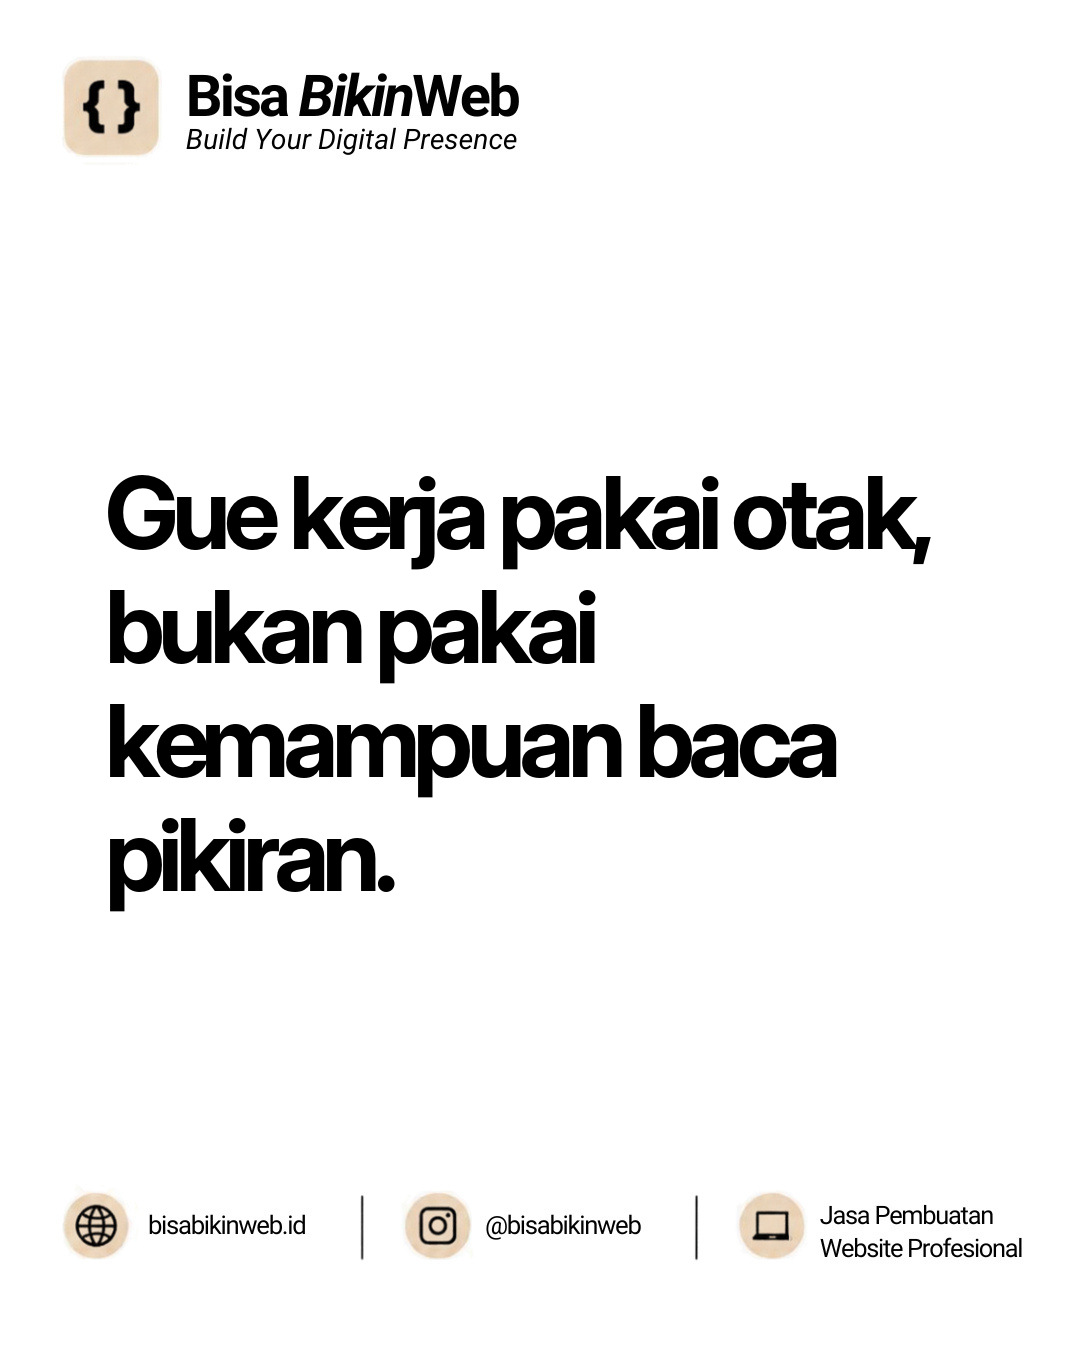 { }
Bisa BikinWeb
Build Your Digital Presence
Gue kerja pakai otak,
bukan pakai
kemampuan baca
pikiran.
bisabikinweb.id
@bisabikinweb
Jasa Pembuatan
Website Profesional